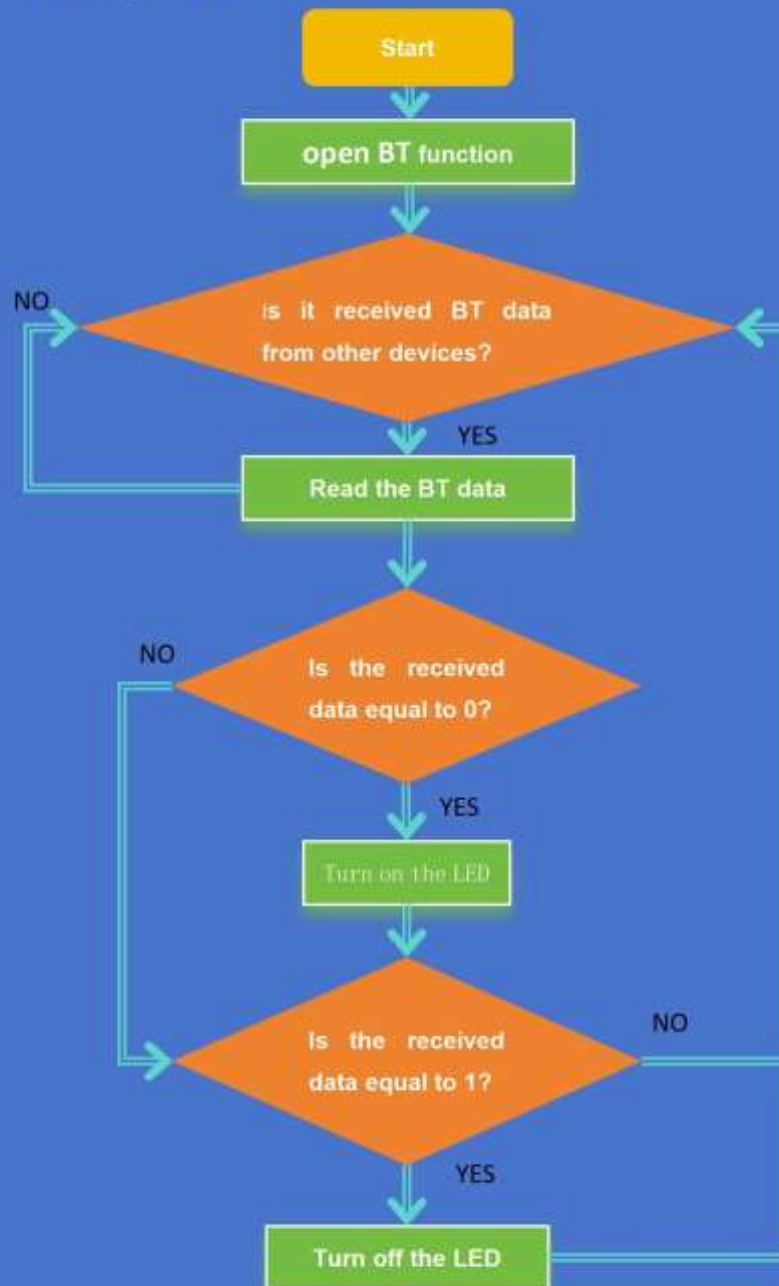 Start
open BT function
NO
is it received BT data
from other devices?
YES
Read the BT data
NO
Is the received
data equal to 0?
YES
Turn on the LED
Is the received
data equal to 1?
NO
YES
Turn off the LED